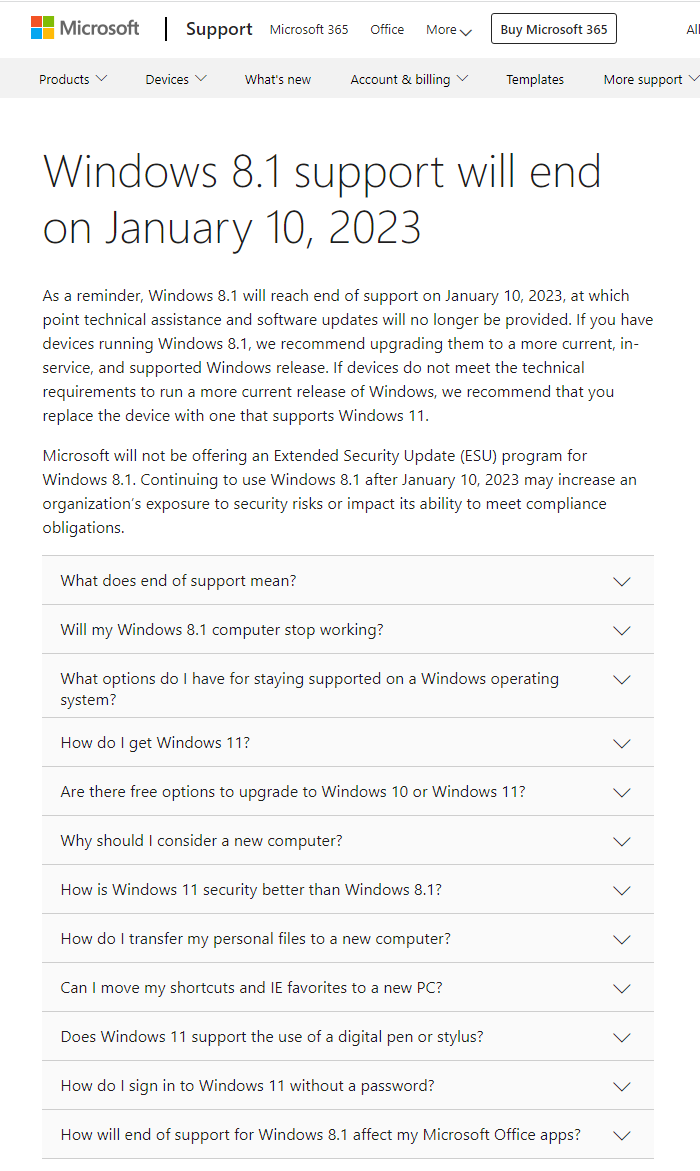 Microsoft | Support Microsoft 365 Office More Buy Microsoft 365 All
Products Devices What's new Account & billing Templates More support
Windows 8.1 support will end
on January 10, 2023
As a reminder, Windows 8.1 will reach end of support on January 10, 2023, at which
point technical assistance and software updates will no longer be provided. If you have
devices running Windows 8.1, we recommend upgrading them to a more current, in-
service, and supported Windows release. If devices do not meet the technical
requirements to run a more current release of Windows, we recommend that you
replace the device with one that supports Windows 11.
Microsoft will not be offering an Extended Security Update (ESU) program for
Windows 8.1. Continuing to use Windows 8.1 after January 10, 2023 may increase an
organization's exposure to security risks or impact its ability to meet compliance
obligations.
What does end of support mean?
Will my Windows 8.1 computer stop working?
What options do I have for staying supported on a Windows operating
system?
How do I get Windows 11?
Are there free options to upgrade to Windows 10 or Windows 11?
Why should I consider a new computer?
How is Windows 11 security better than Windows 8.1?
How do I transfer my personal files to a new computer?
Can I move my shortcuts and IE favorites to a new PC?
Does Windows 11 support the use of a digital pen or stylus?
How do I sign in to Windows 11 without a password?
How will end of support for Windows 8.1 affect my Microsoft Office apps?